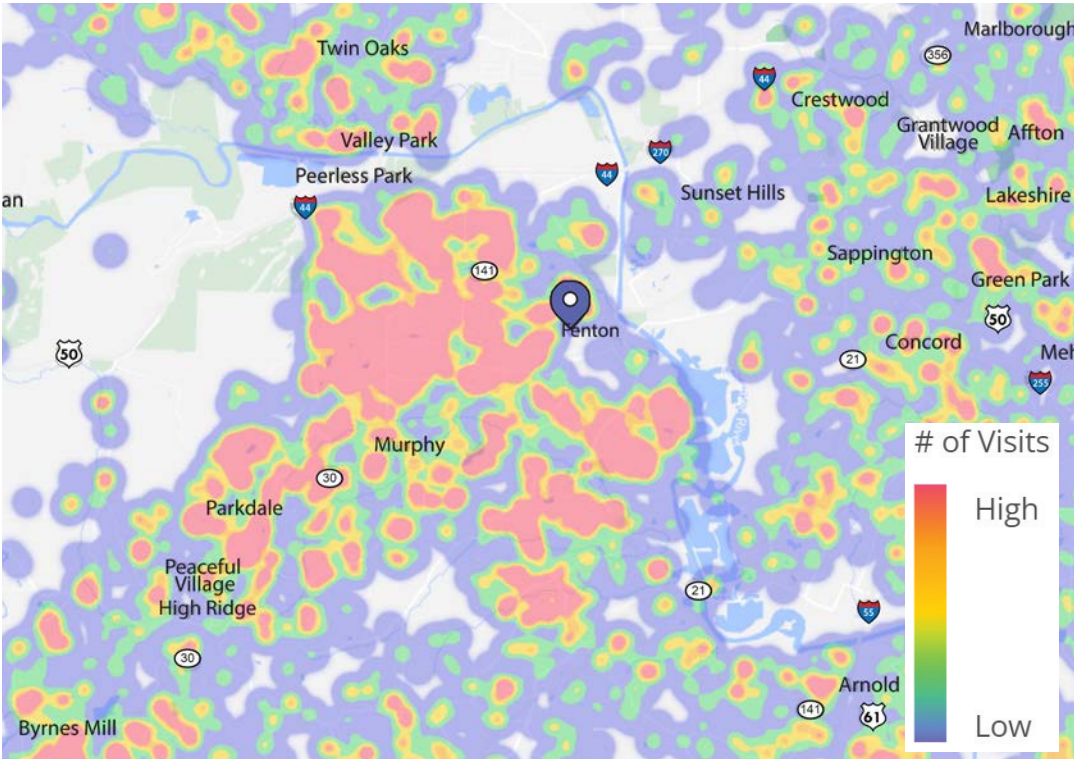 Marlborough
Twin Oaks
356
44
Crestwood
Grantwood
Village
Affton
Valley Park
270
Peerless Park
44
Sunset Hills
Lakeshire
an
44
Sappington
141
Green Park
50
Fenton
Concord
50
21
Meh
255
# of Visits
Murphy
30
High
Parkdale
Peaceful
Village
High Ridge
21
55
30
Arnold
141
61
Byrnes Mill
Low